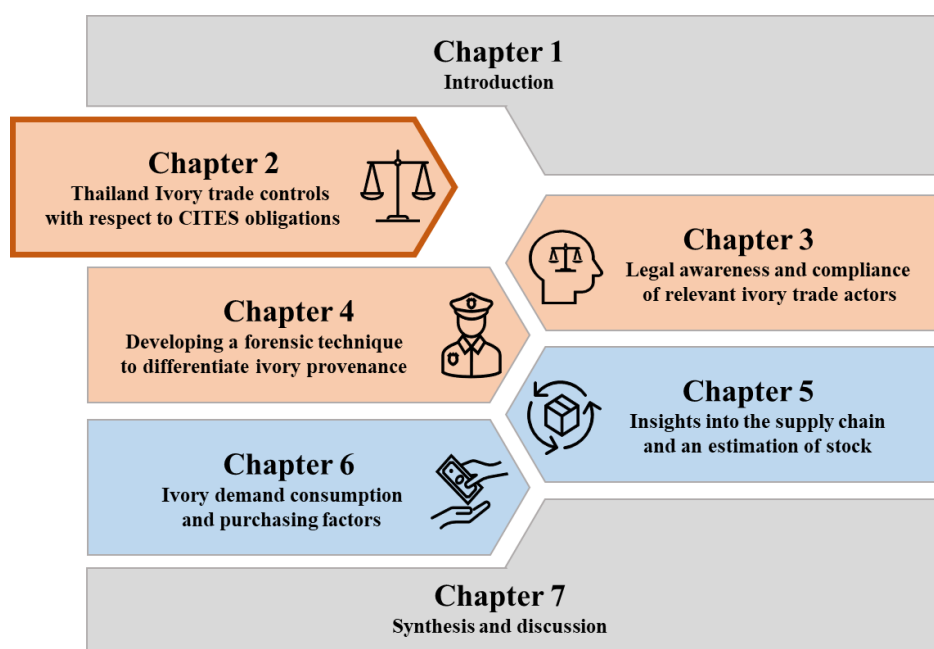 Chapter 1
Introduction
Chapter 2
Thailand Ivory trade controls
with respect to CITES obligations
Chapter 3
Legal awareness and compliance
of relevant ivory trade actors
Chapter 4
Developing a forensic technique
to differentiate ivory provenance
Chapter 5
Insights into the supply chain
and an estimation of stock
Chapter 6
Ivory demand consumption
and purchasing factors
Chapter 7
Synthesis and discussion